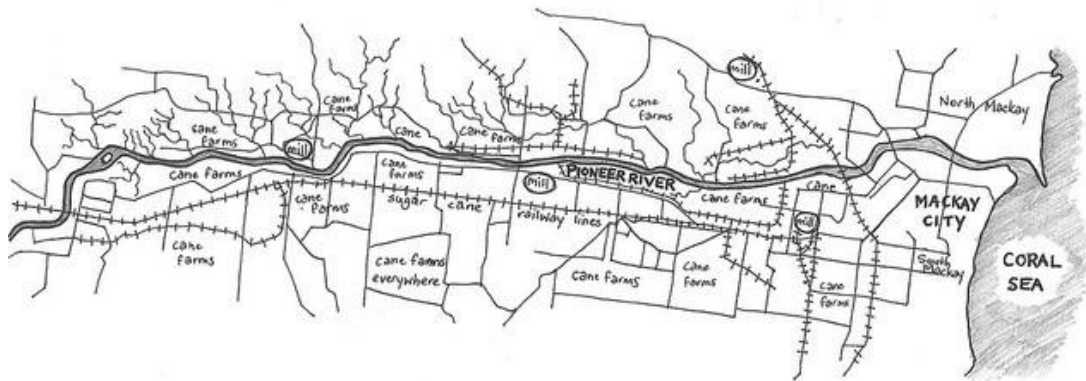 mill
North Mackay
cane
farms
cane
farms
cane
farms
cane
farms
cane
cane farms
mill
cane farms
cane
farms
sugar
cane
railway lines
mill
PIONEER RIVER
cane farms
cane
mill
MACKAY
CITY
South
Mackay
CORAL
SEA
cane
farms
cane
farms
cane farms
everywhere
cane farms
cane
farms
cane
farms